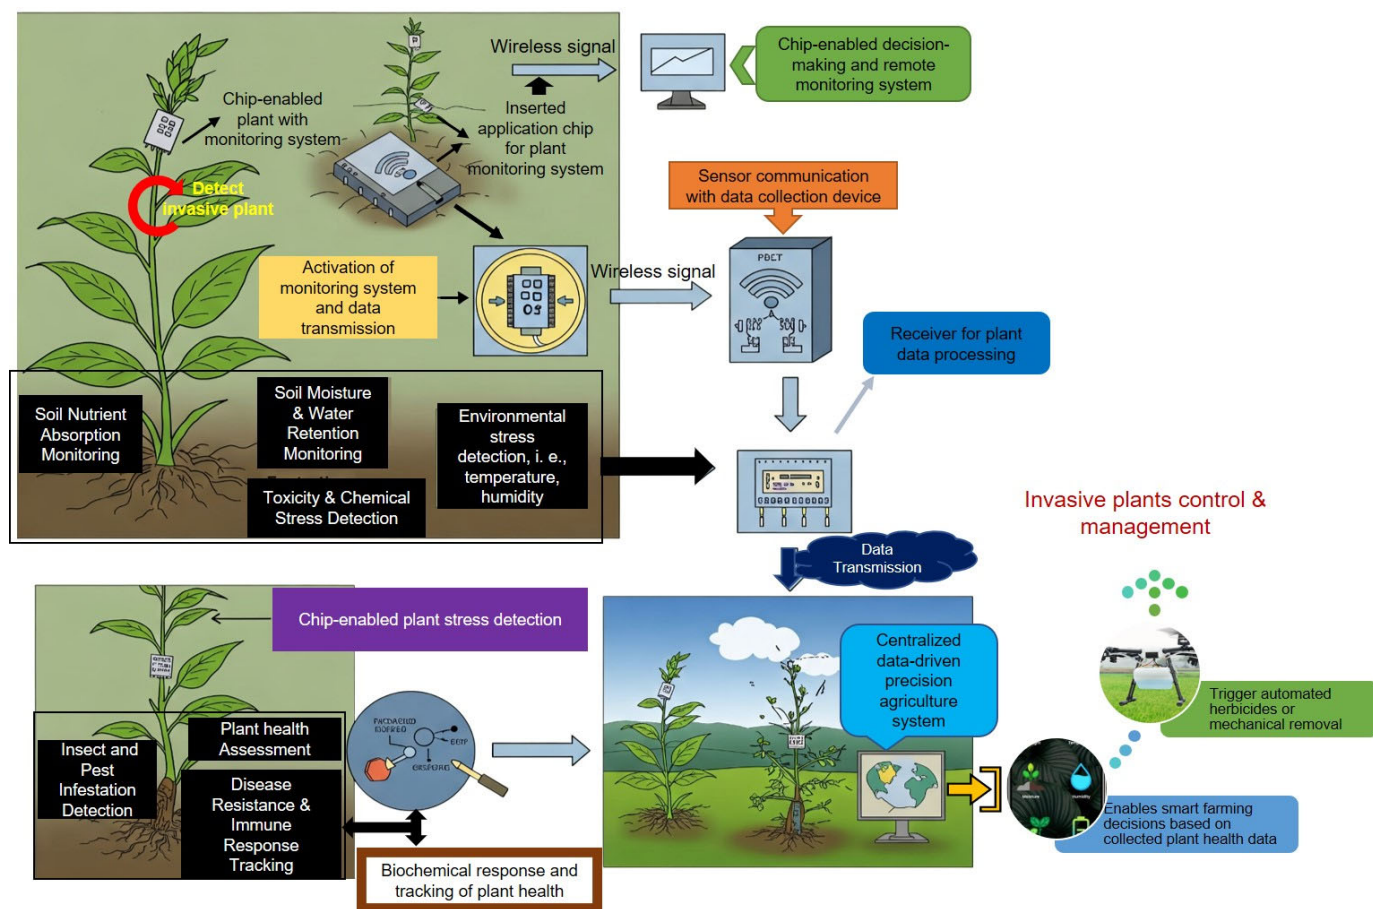 Wireless signal
Chip-enabled decision-
making and remote
monitoring system
Chip-enabled
plant with
monitoring system
Inserted
application chip
for plant
monitoring system
Detect
invasive plant
Sensor communication
with data collection device
Activation of
monitoring system
and data
transmission
Wireless signal
PDCT
Receiver for plant
data processing
Soil Nutrient
Absorption
Monitoring
Soil Moisture
& Water
Retention
Monitoring
Toxicity & Chemical
Stress Detection
Environmental
stress
detection, i. e.,
temperature,
humidity
Data
Transmission
Invasive plants control &
management
Chip-enabled plant stress detection
Plant health
Assessment
Insect and
Pest
Infestation
Detection
Disease
Resistance &
Immune
Response
Tracking
Biochemical response and
tracking of plant health
Centralized
data-driven
precision
agriculture
system
Trigger automated
herbicides or
mechanical removal
Humidity
Enables smart farming
decisions based on
collected plant health data